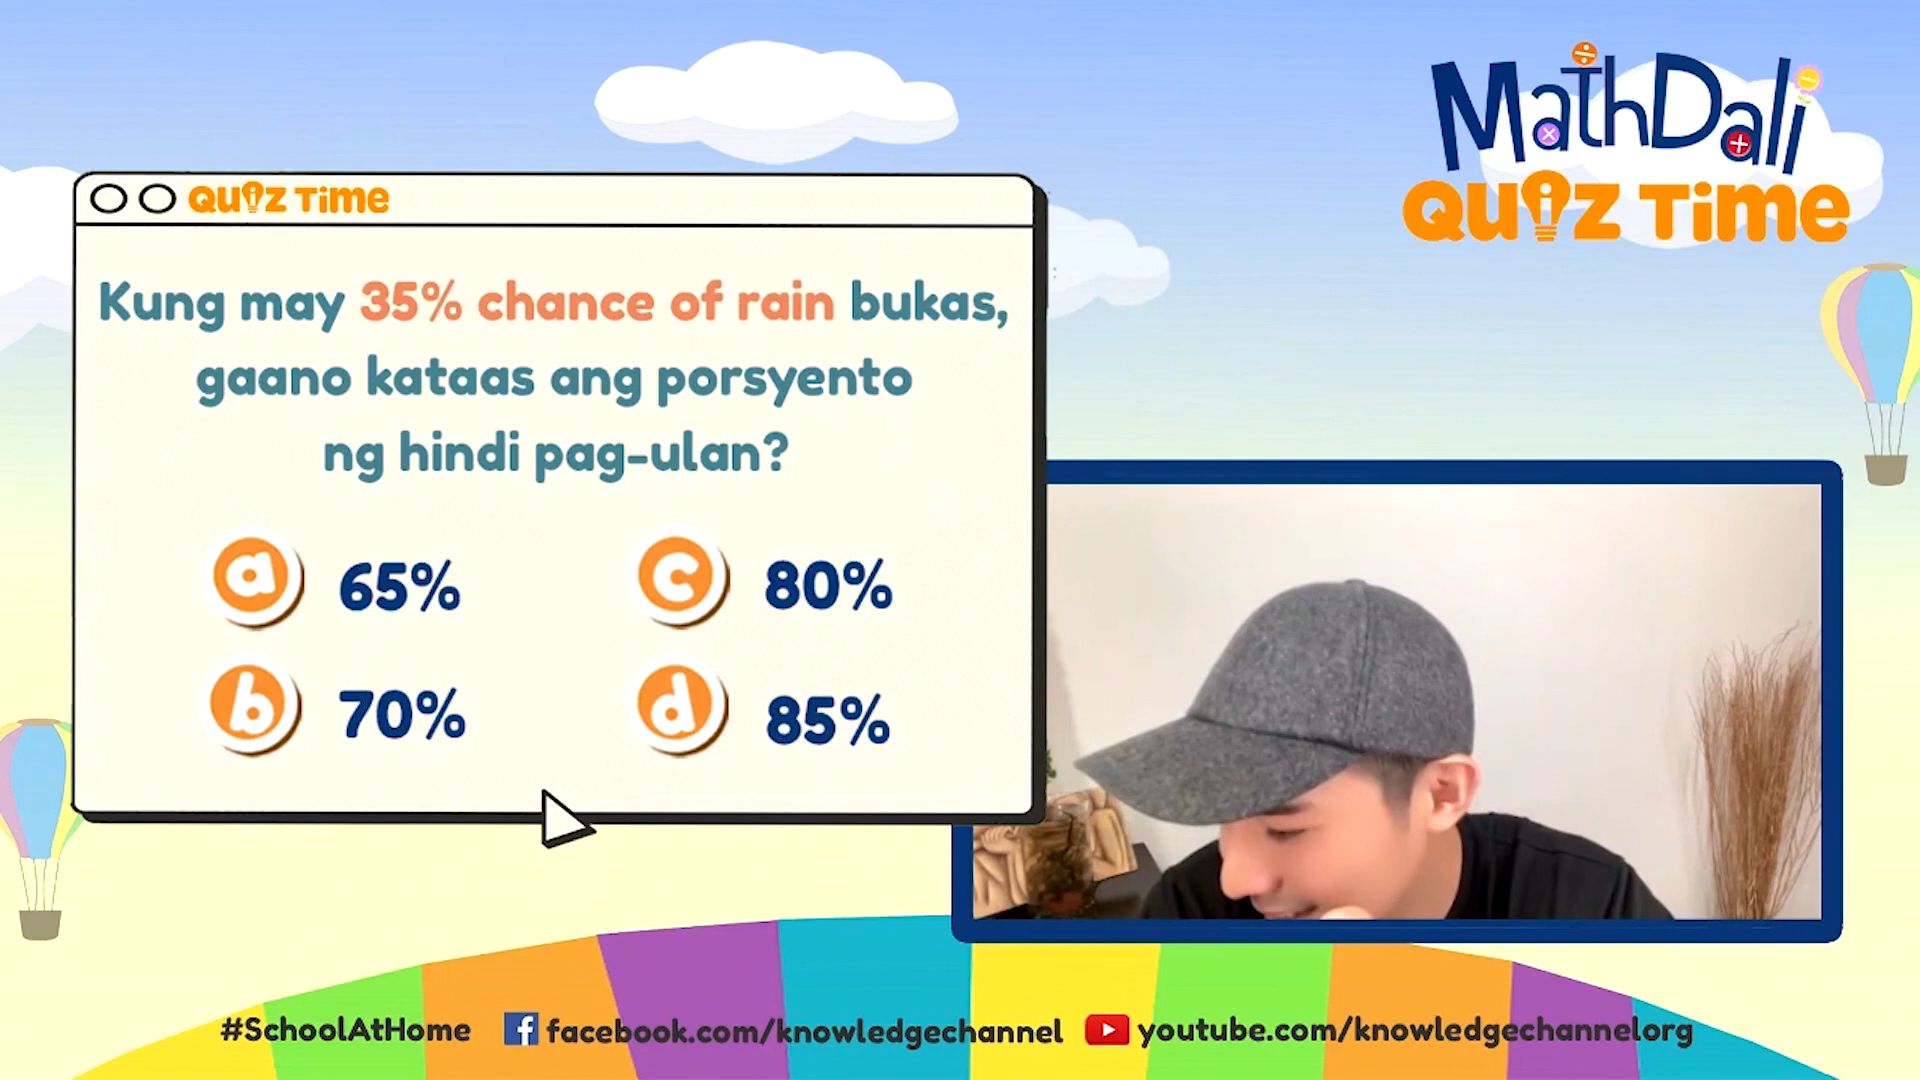 MathDali
QUiZ TiMe
QUiZ TiMe
Kung may 35% chance of rain bukas,
gaano kataas ang porsyento
ng hindi pag-ulan?
a 65%
b 70%
c 80%
d 85%
#SchoolAtHome facebook.com/knowledgechannel youtube.com/knowledgechannelorg